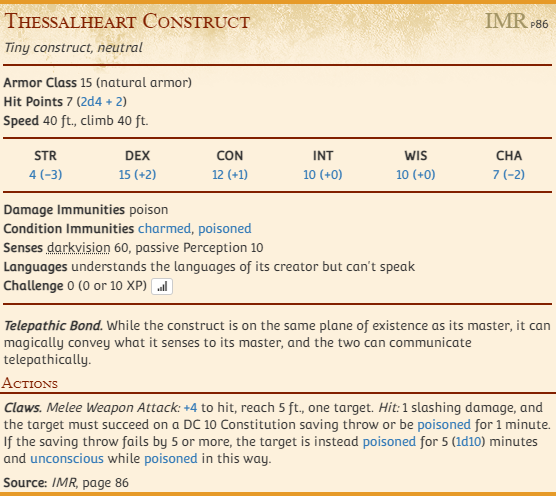 Thessalheart Construct IMR P86
Tiny construct, neutral
Armor Class 15 (natural armor)
Hit Points 7 (2d4 + 2)
Speed 40 ft., climb 40 ft.
STR DEX CON INT WIS CHA
4 (−3) 15 (+2) 12 (+1) 10 (+0) 10 (+0) 7 (−2)
Damage Immunities poison
Condition Immunities charmed, poisoned
Senses darkvision 60, passive Perception 10
Languages understands the languages of its creator but can't speak
Challenge 0 (0 or 10 XP)
Telepathic Bond. While the construct is on the same plane of existence as its master, it can
magically convey what it senses to its master, and the two can communicate
telepathically.
Actions
Claws. Melee Weapon Attack: +4 to hit, reach 5 ft., one target. Hit: 1 slashing damage, and
the target must succeed on a DC 10 Constitution saving throw or be poisoned for 1 minute.
If the saving throw fails by 5 or more, the target is instead poisoned for 5 (1d10) minutes
and unconscious while poisoned in this way.
Source: IMR, page 86